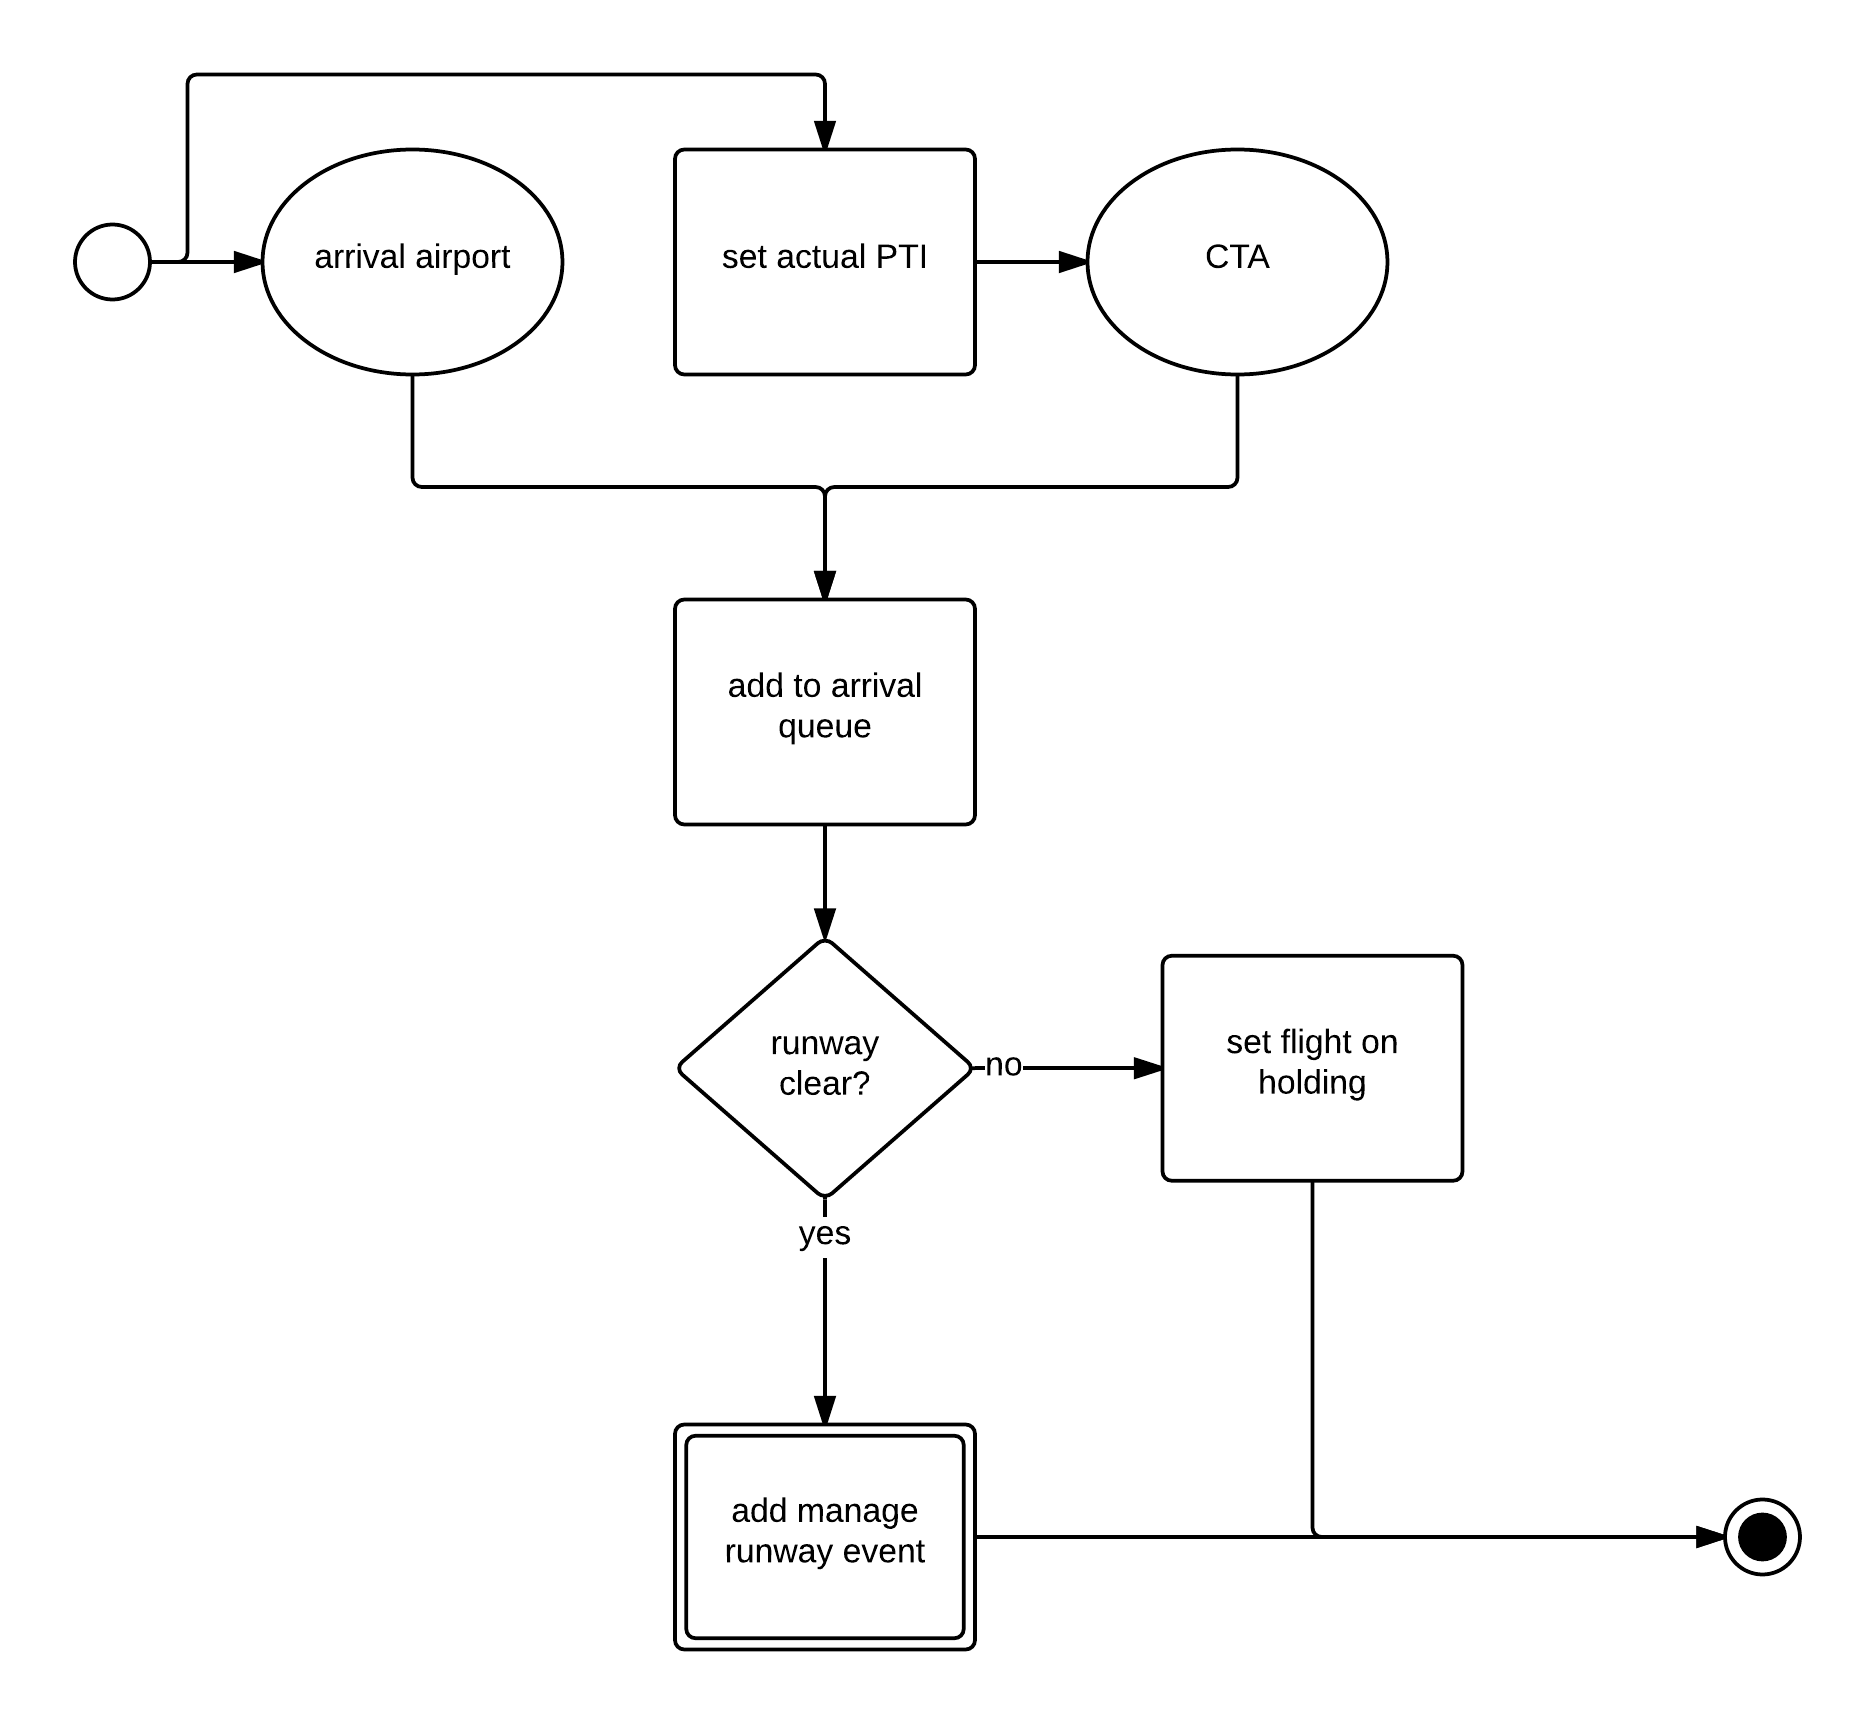 arrival airport
set actual PTI
CTA
add to arrival
queue
runway
clear?
no
set flight on
holding
yes
add manage
runway event